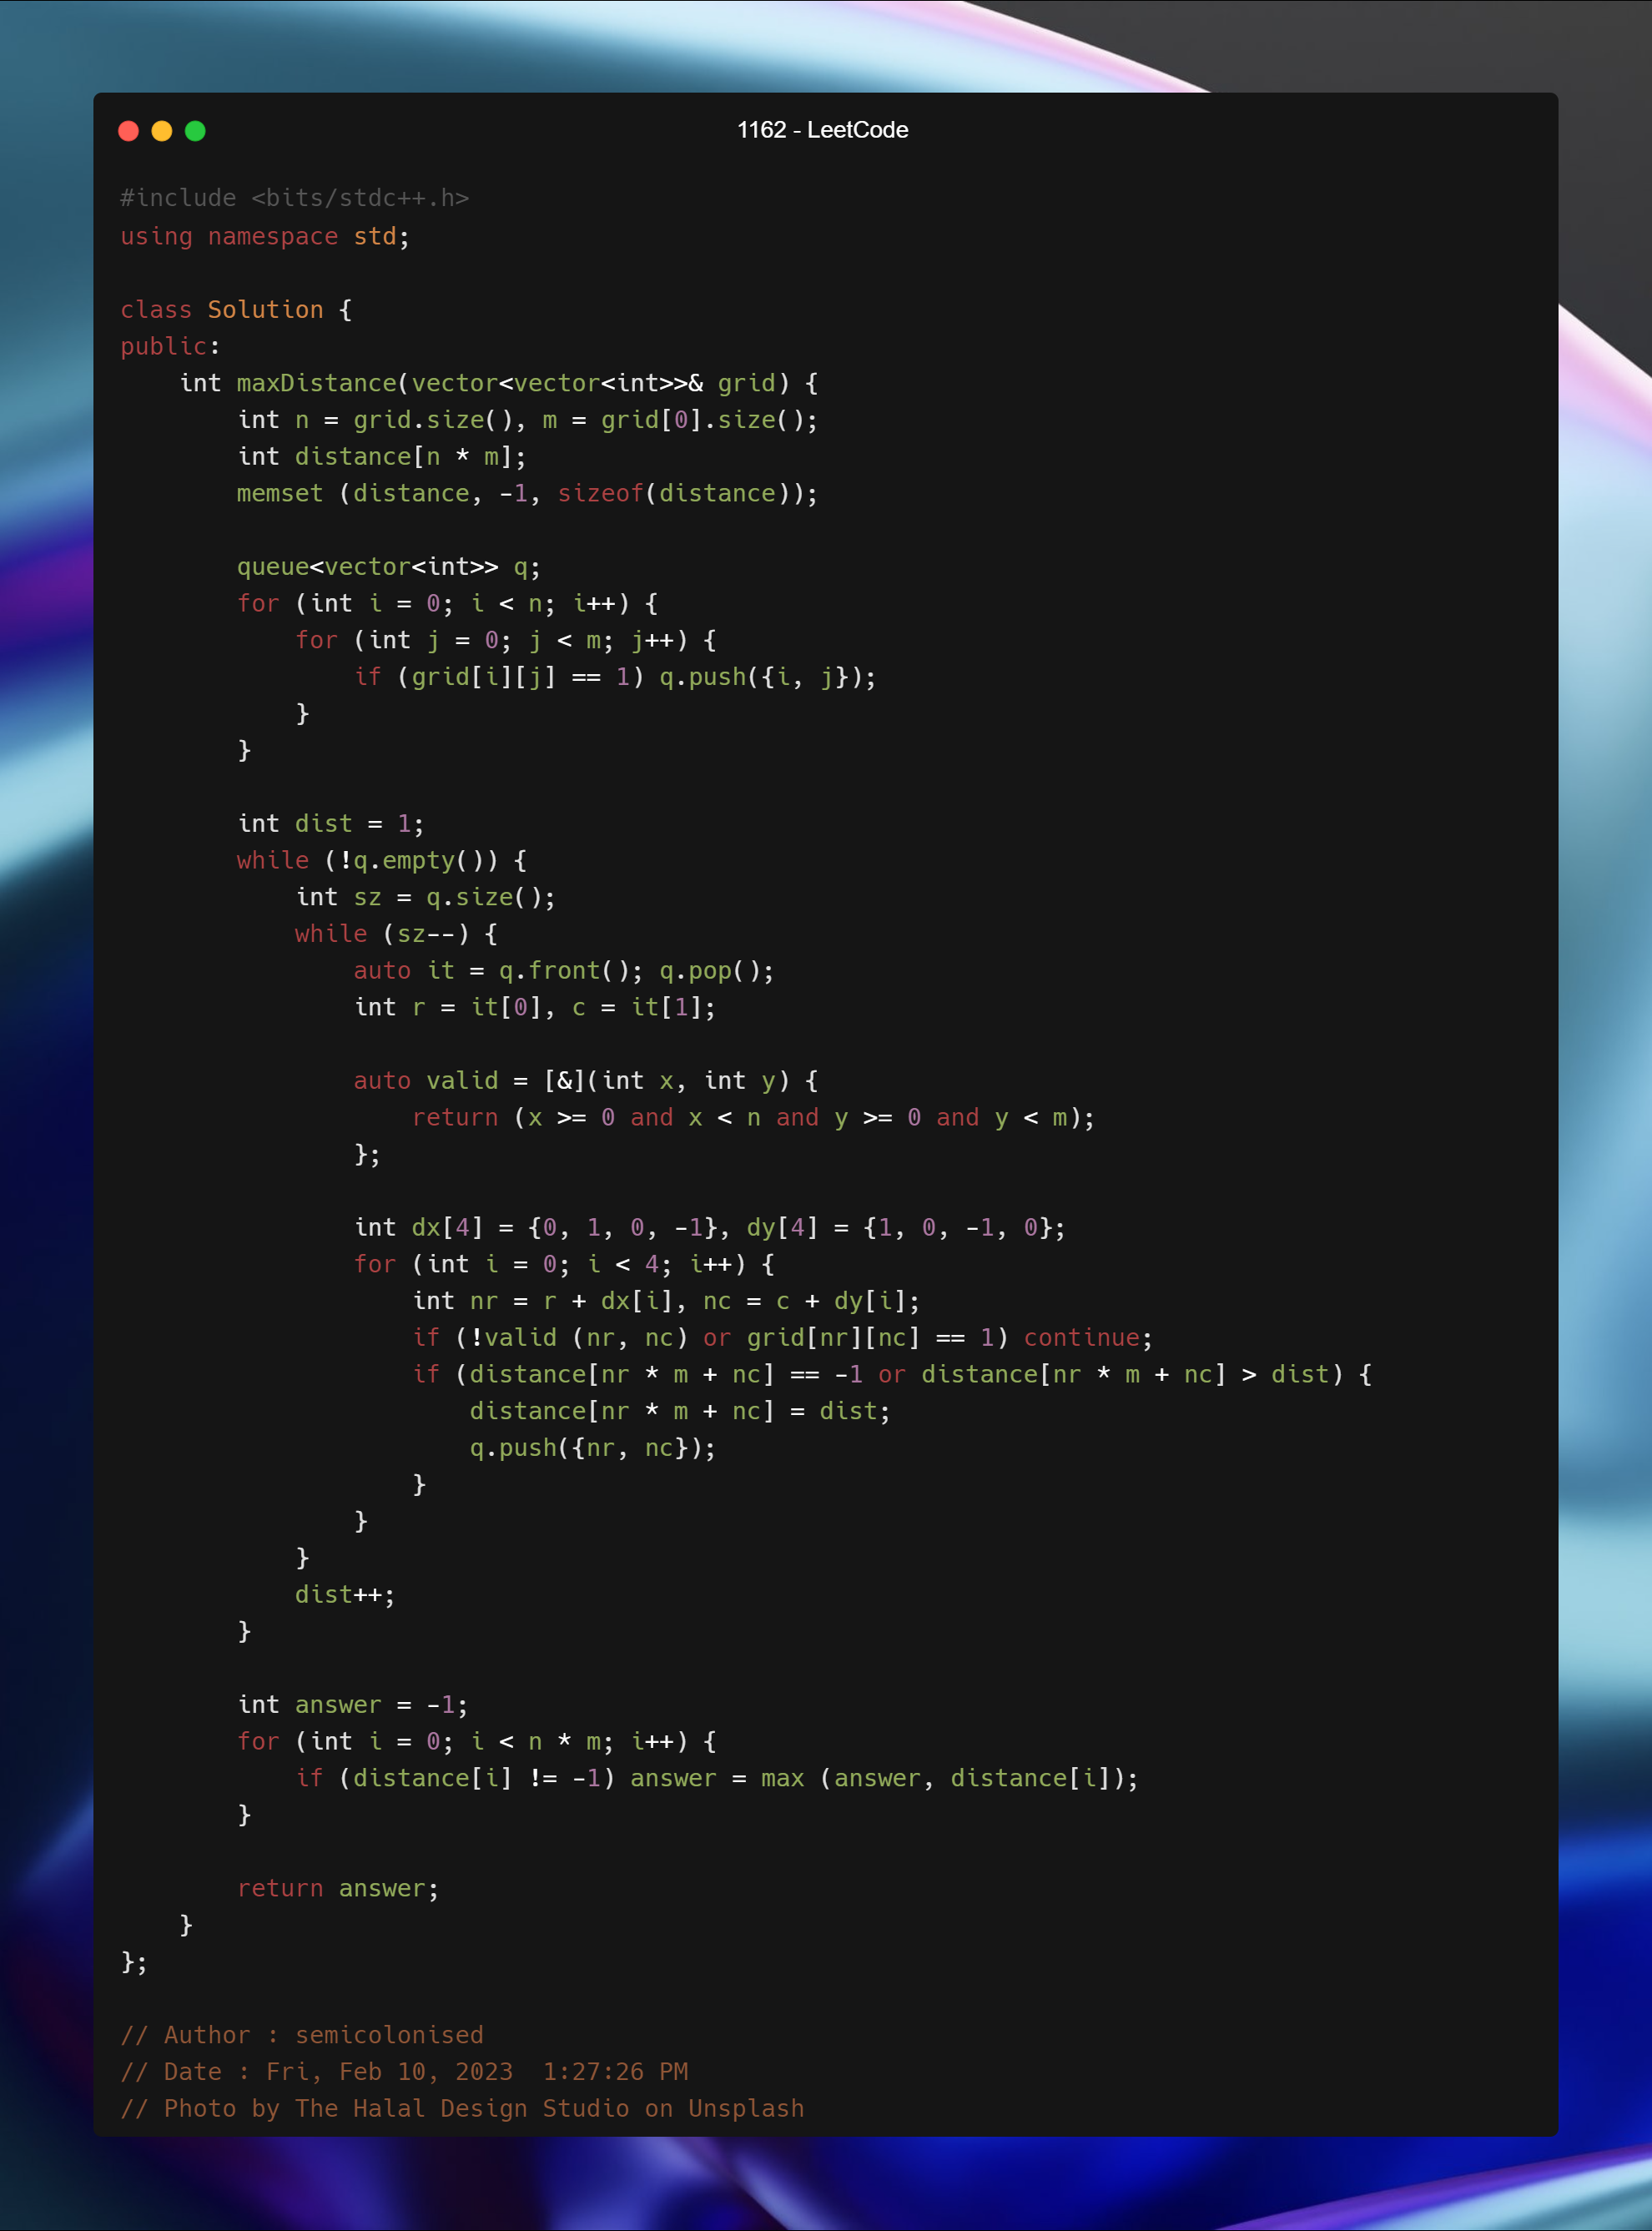 1162 - LeetCode
#include <bits/stdc++.h>
using namespace std;
class Solution {
public:
    int maxDistance(vector<vector<int>>& grid) {
        int n = grid.size(), m = grid[0].size();
        int distance[n * m];
        memset (distance, -1, sizeof(distance));
        queue<vector<int>> q;
        for (int i = 0; i < n; i++) {
            for (int j = 0; j < m; j++) {
                if (grid[i][j] == 1) q.push({i, j});
            }
        }
        int dist = 1;
        while (!q.empty()) {
            int sz = q.size();
            while (sz--) {
                auto it = q.front(); q.pop();
                int r = it[0], c = it[1];
                auto valid = [&](int x, int y) {
                    return (x >= 0 and x < n and y >= 0 and y < m);
                };
                int dx[4] = {0, 1, 0, -1}, dy[4] = {1, 0, -1, 0};
                for (int i = 0; i < 4; i++) {
                    int nr = r + dx[i], nc = c + dy[i];
                    if (!valid (nr, nc) or grid[nr][nc] == 1) continue;
                    if (distance[nr * m + nc] == -1 or distance[nr * m + nc] > dist) {
                        distance[nr * m + nc] = dist;
                        q.push({nr, nc});
                    }
                }
            }
            dist++;
        }
        int answer = -1;
        for (int i = 0; i < n * m; i++) {
            if (distance[i] != -1) answer = max (answer, distance[i]);
        }
        return answer;
    }
};
// Author : semicolonised
// Date : Fri, Feb 10, 2023  1:27:26 PM
// Photo by The Halal Design Studio on Unsplash